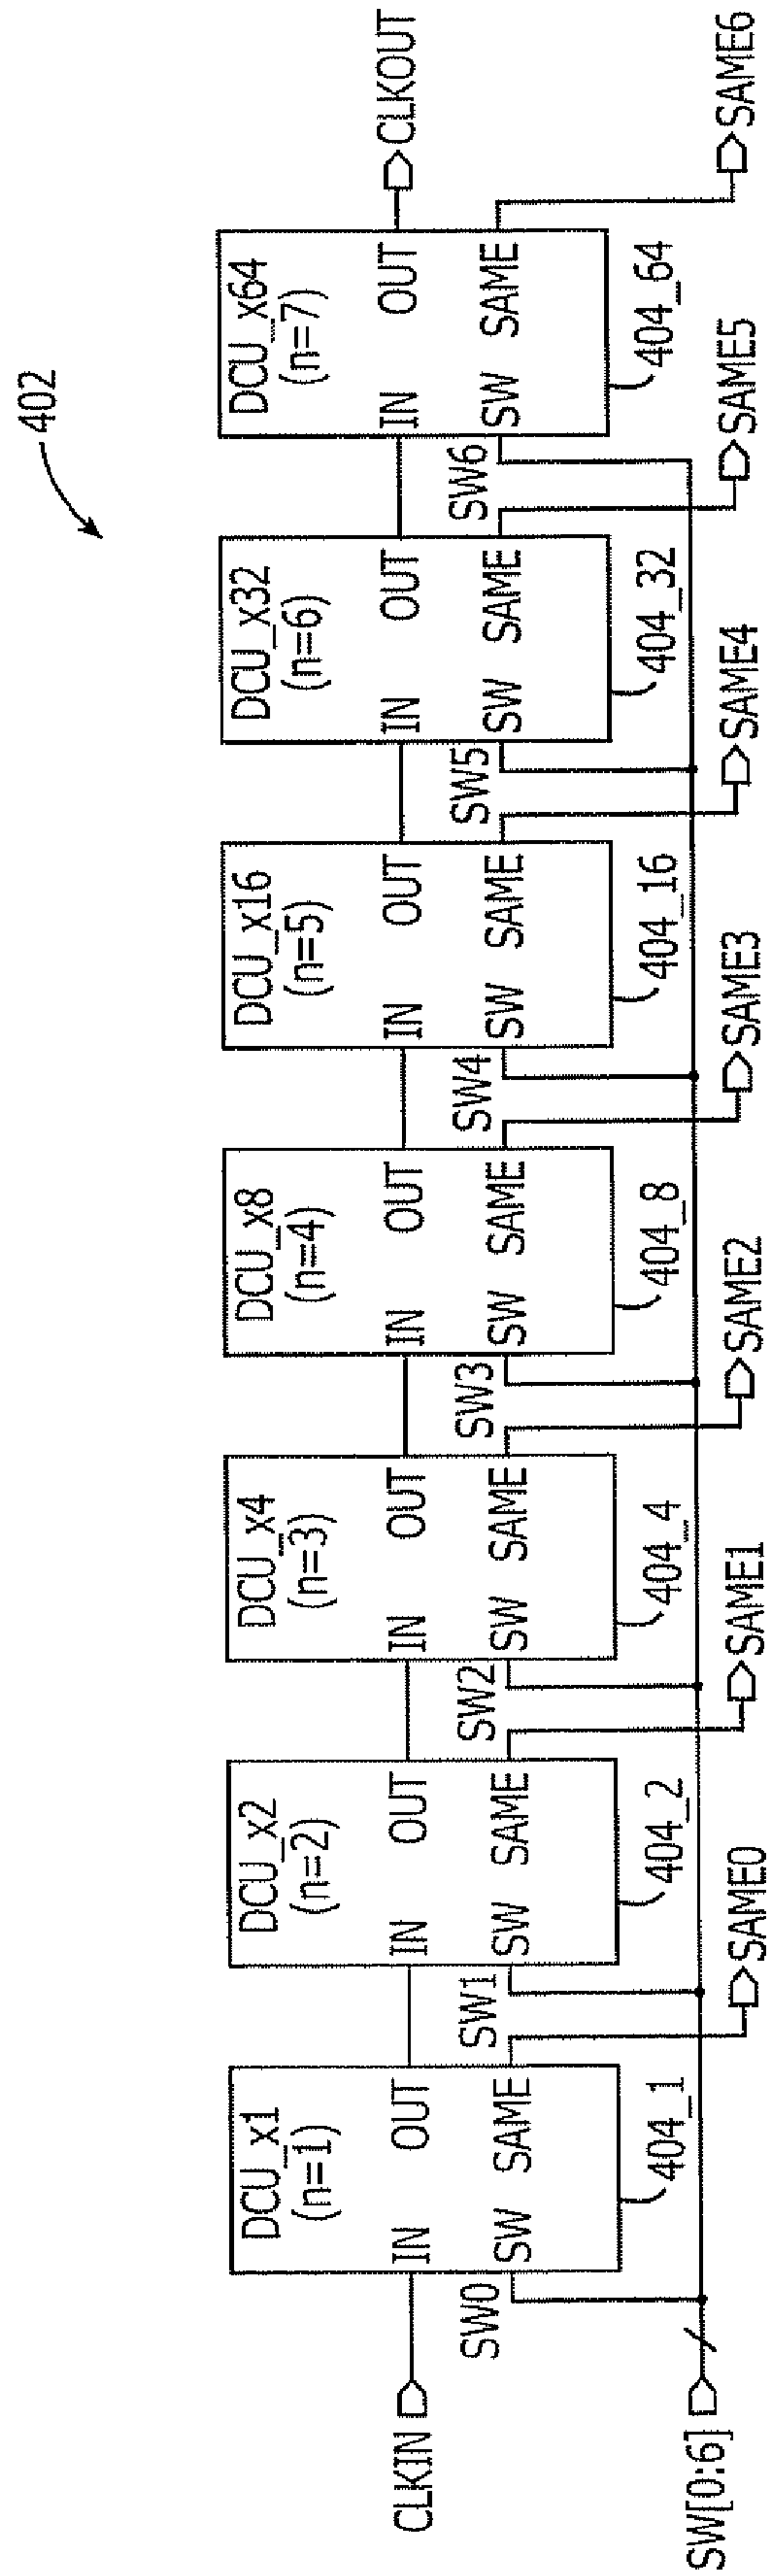 402
DCU_x1
(n=1)
IN
OUT
SW
SAME
DCU_x2
(n=2)
IN
OUT
SW
SAME
DCU_x4
(n=3)
IN
OUT
SW
SAME
DCU_x8
(n=4)
IN
OUT
SW
SAME
DCU_x16
(n=5)
IN
OUT
SW
SAME
DCU_x32
(n=6)
IN
OUT
SW
SAME
DCU_x64
(n=7)
IN
OUT
SW
SAME
CLKIN
CLKOUT
SW0
SW1
SW2
SW3
SW4
SW5
SW6
404_1
404_2
404_4
404_8
404_16
404_32
404_64
SW[0:6]
SAME0
SAME1
SAME2
SAME3
SAME4
SAME5
SAME6